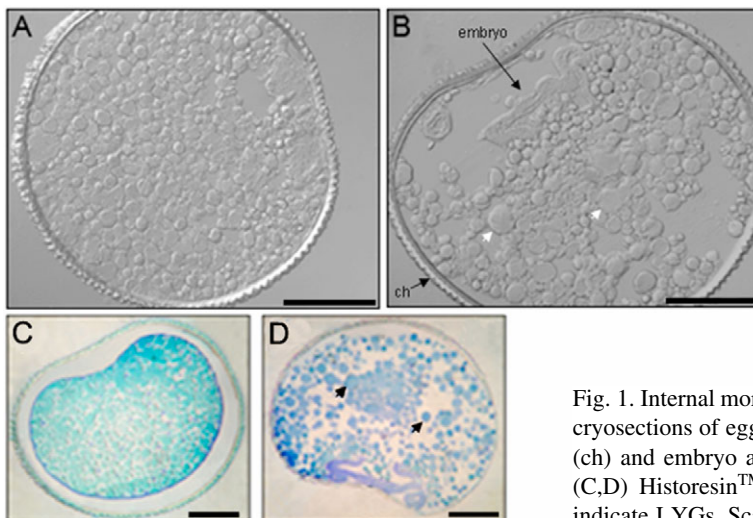 A
B
embryo
ch
C
D
Fig. 1. Internal mor
cryosections of egg
(ch) and embryo a
(C,D) Historesin™
indicate LYGs. Sc